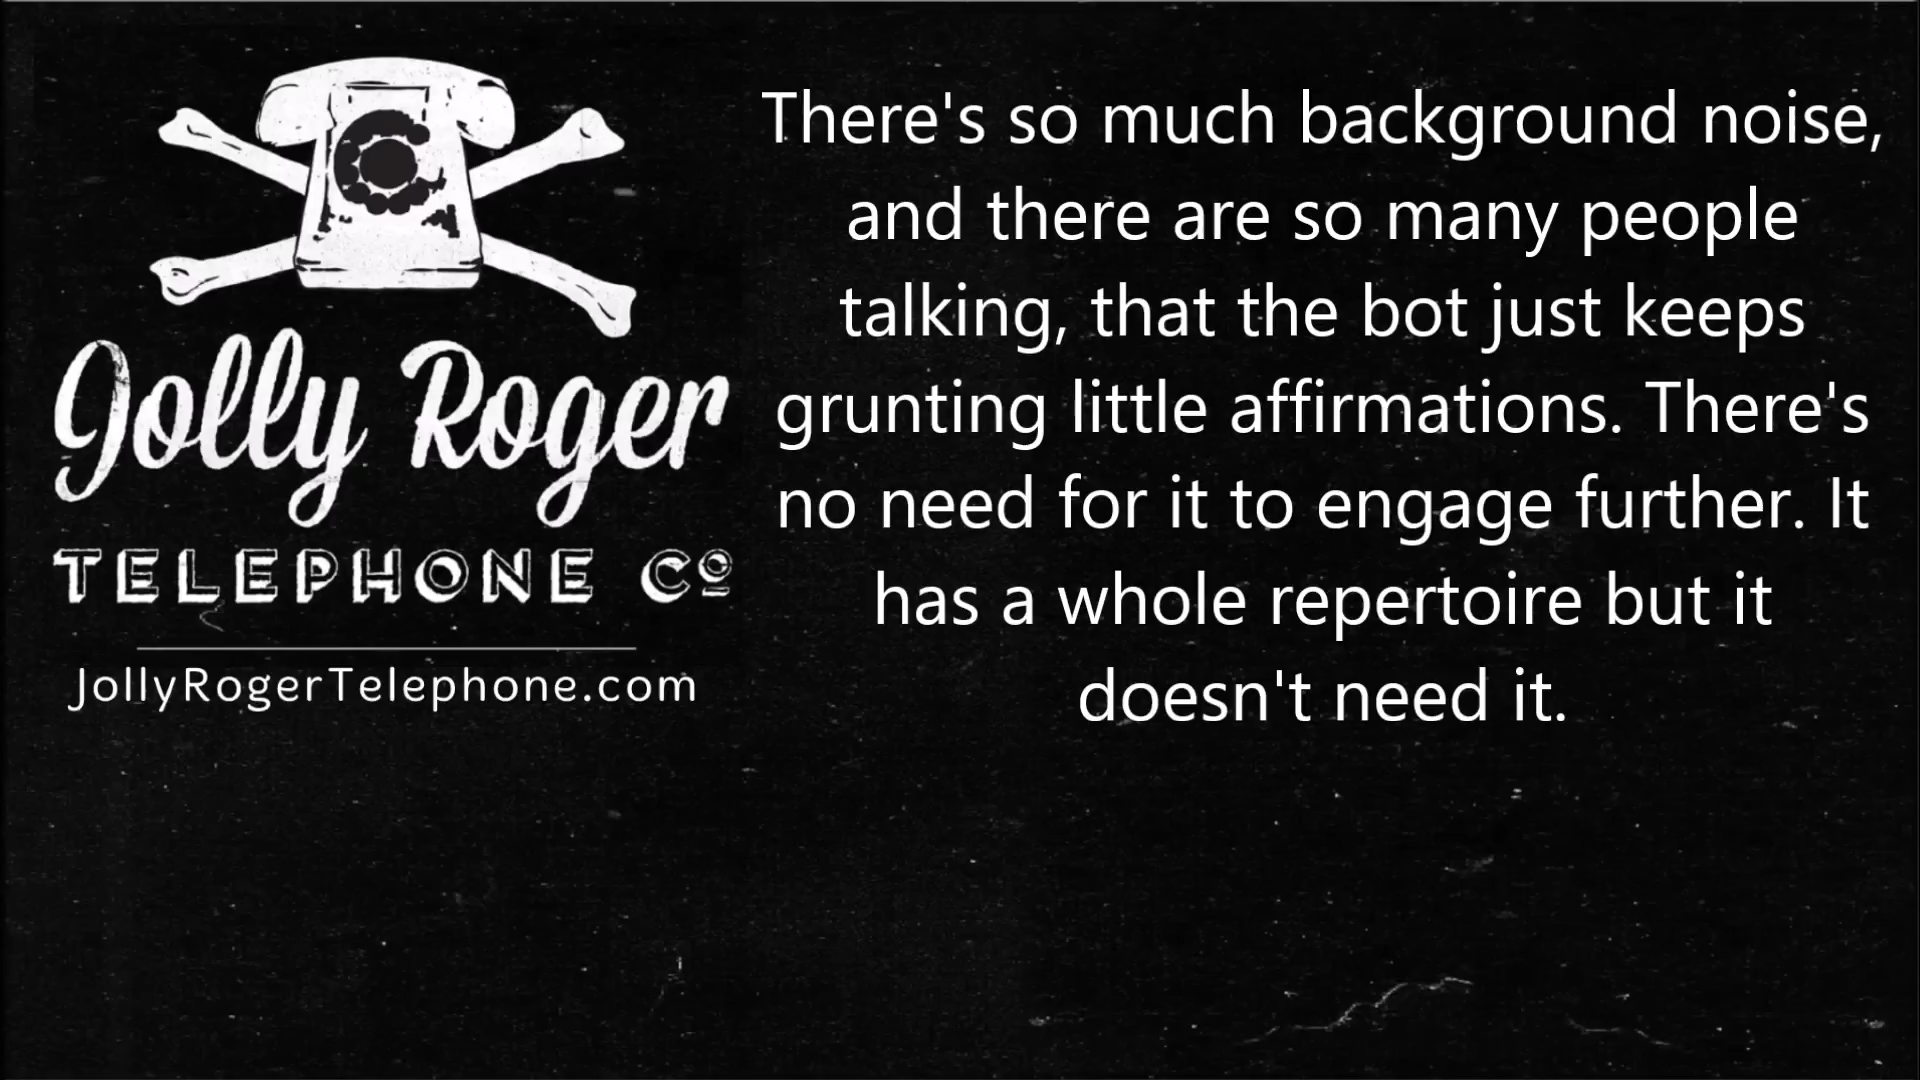 Jolly Roger
TELEPHONE Co
JollyRogerTelephone.com
There's so much background noise,
and there are so many people
talking, that the bot just keeps
grunting little affirmations. There's
no need for it to engage further. It
has a whole repertoire but it
doesn't need it.